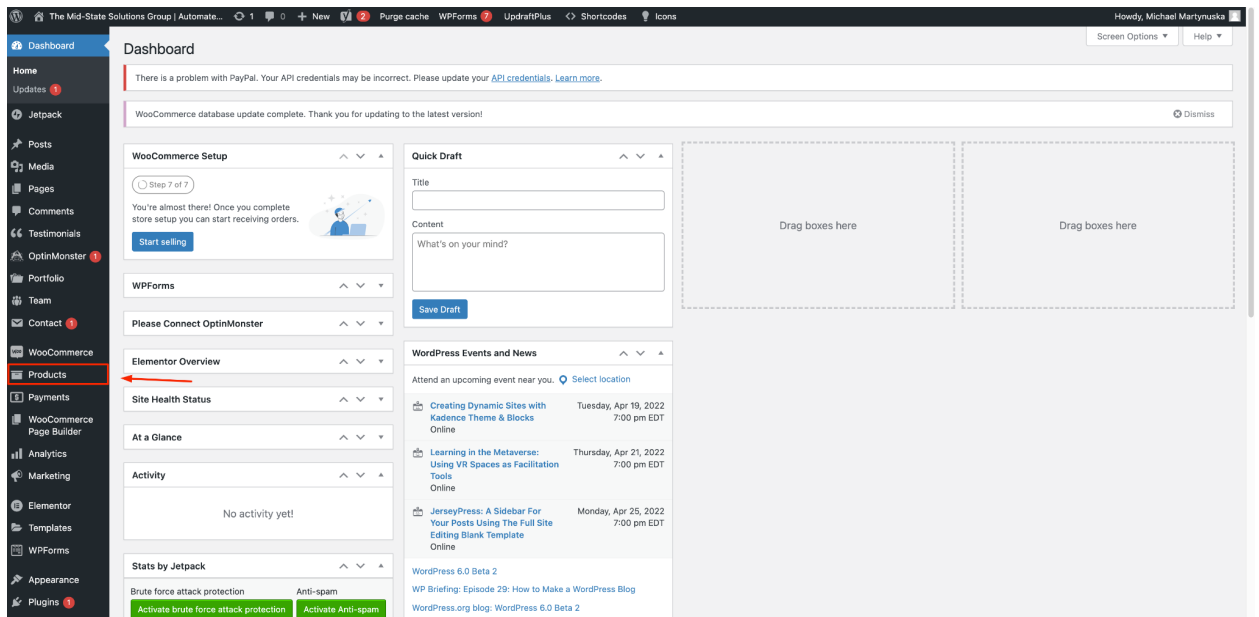 The Mid-State Solutions Group | Automate... 1 0 + New 2 Purge cache WPForms 7 UpdraftPlus Shortcodes Icons Howdy, Michael Martynuska
Screen Options ▼ Help ▼
Dashboard
Home
Updates 1
Jetpack
Posts
Media
Pages
Comments
Testimonials
OptinMonster 1
Portfolio
Team
Contact 1
WooCommerce
Products
Payments
WooCommerce
Page Builder
Analytics
Marketing
Elementor
Templates
WPForms
Appearance
Plugins 1
Dashboard
There is a problem with PayPal. Your API credentials may be incorrect. Please update your API credentials. Learn more.
WooCommerce database update complete. Thank you for updating to the latest version! Dismiss
WooCommerce Setup
Step 7 of 7
You're almost there! Once you complete
store setup you can start receiving orders.
Start selling
WPForms
Please Connect OptinMonster
Elementor Overview
Site Health Status
At a Glance
Activity
No activity yet!
Stats by Jetpack
Brute force attack protection Anti-spam
Activate brute force attack protection Activate Anti-spam
Quick Draft
Title
Content
What's on your mind?
Save Draft
WordPress Events and News
Attend an upcoming event near you. Select location
Creating Dynamic Sites with Tuesday, Apr 19, 2022
Kadence Theme & Blocks 7:00 pm EDT
Online
Learning in the Metaverse: Thursday, Apr 21, 2022
Using VR Spaces as Facilitation 7:00 pm EDT
Tools
Online
JerseyPress: A Sidebar For Monday, Apr 25, 2022
Your Posts Using The Full Site 7:00 pm EDT
Editing Blank Template
Online
WordPress 6.0 Beta 2
WP Briefing: Episode 29: How to Make a WordPress Blog
WordPress.org blog: WordPress 6.0 Beta 2
Drag boxes here
Drag boxes here